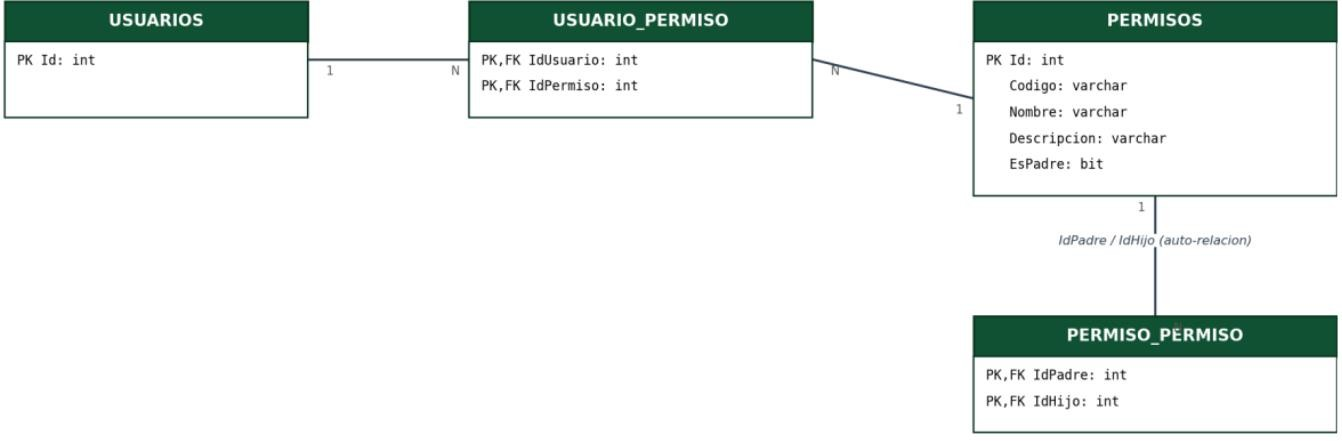 USUARIOS
PK Id: int
1
N
USUARIO_PERMISO
PK,FK IdUsuario: int
PK,FK IdPermiso: int
N
1
PERMISOS
PK Id: int
Codigo: varchar
Nombre: varchar
Descripcion: varchar
EsPadre: bit
1
IdPadre / IdHijo (auto-relacion)
PERMISO_PERMISO
PK,FK IdPadre: int
PK,FK IdHijo: int